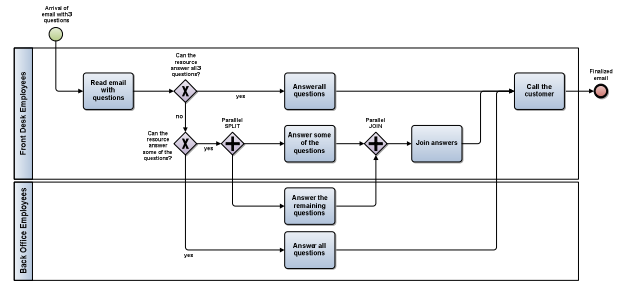 Arrival of
email with3
questions
Front Desk Employees
Read email
with
questions
Can the
resource
answer all3
questions?
yes
Answerall
questions
Call the
customer
Finalized
email
no
Can the
resource
answer
some of the
questions?
yes
Parallel
SPLIT
Answer some
of the
questions
Parallel
JOIN
Join answers
Back Office Employees
Answer the
remaining
questions
yes
Answer all
questions